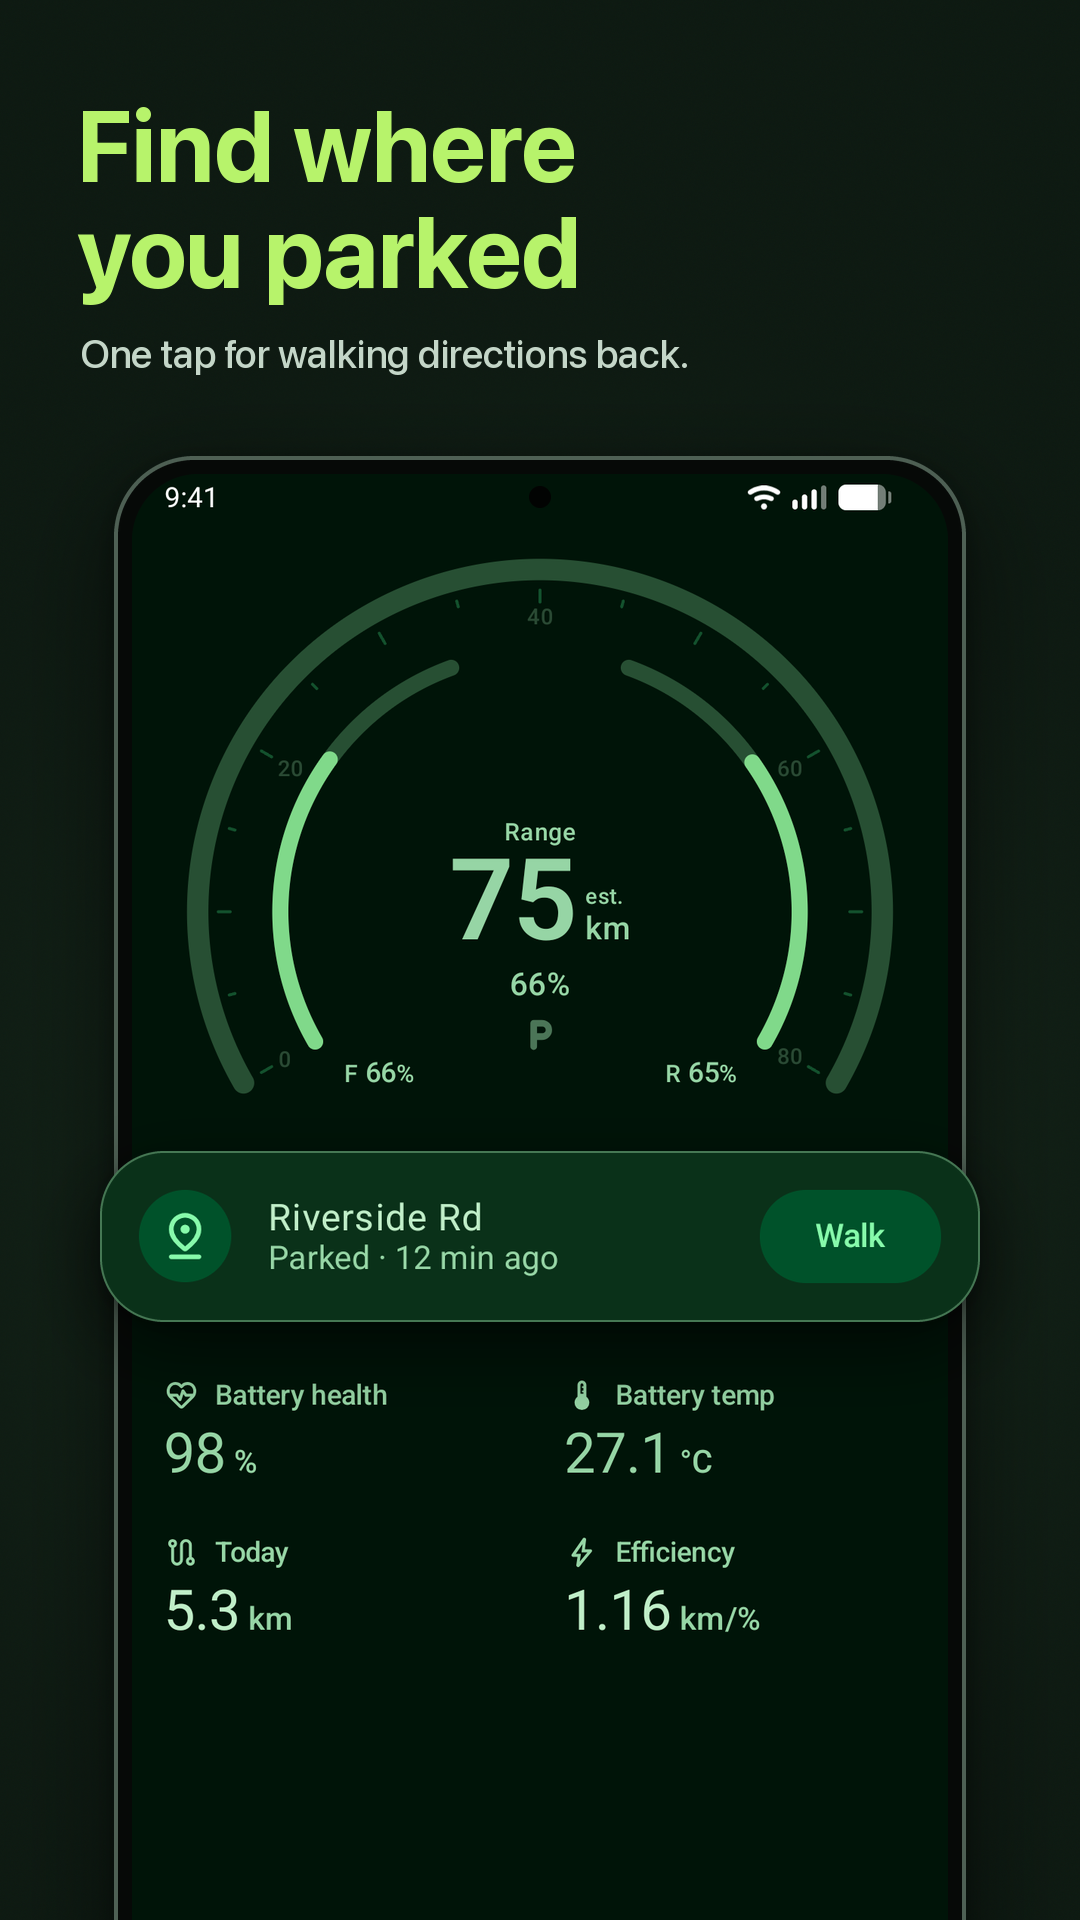 Find where
you parked
One tap for walking directions back.
9:41
40
20
60
Range
75 est. km
66%
P
0
80
F 66%
R 65%
Riverside Rd
Parked · 12 min ago
Walk
Battery health
98 %
Battery temp
27.1 °C
Today
5.3 km
Efficiency
1.16 km/%